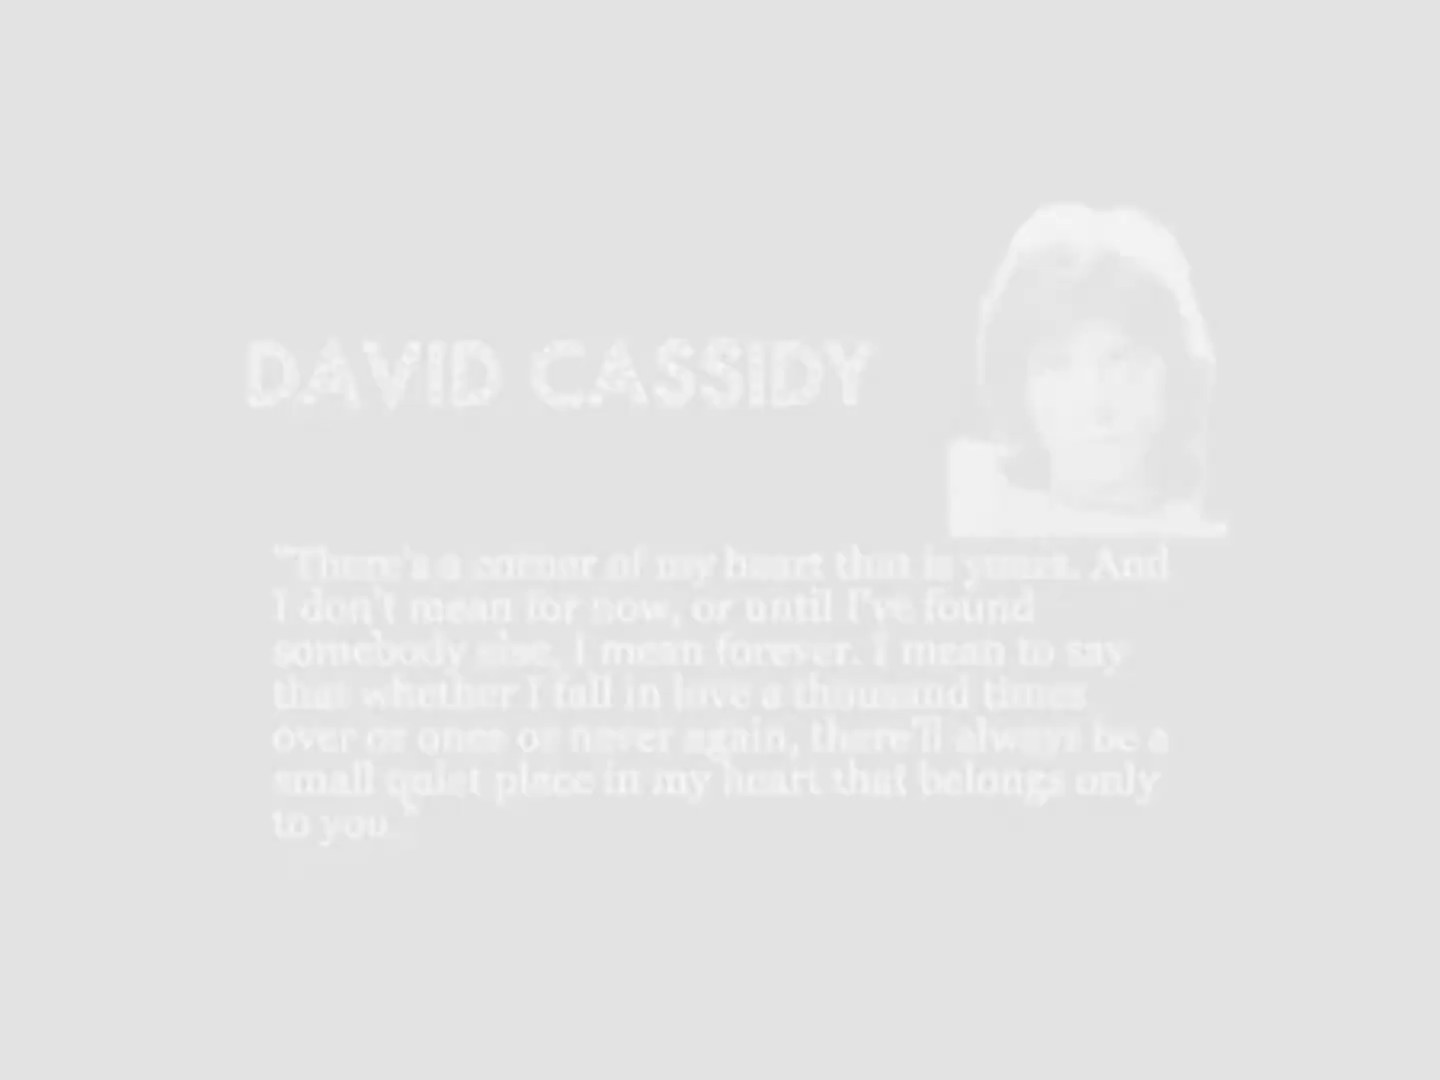 DAVID CASSIDY
"There's a corner of my heart that is yours. And
I don't mean for now, or until I've found
somebody else, I mean forever. I mean to say
that whether I fall in love a thousand times
over or once or never again, there'll always be a
small quiet place in my heart that belongs only
to you."